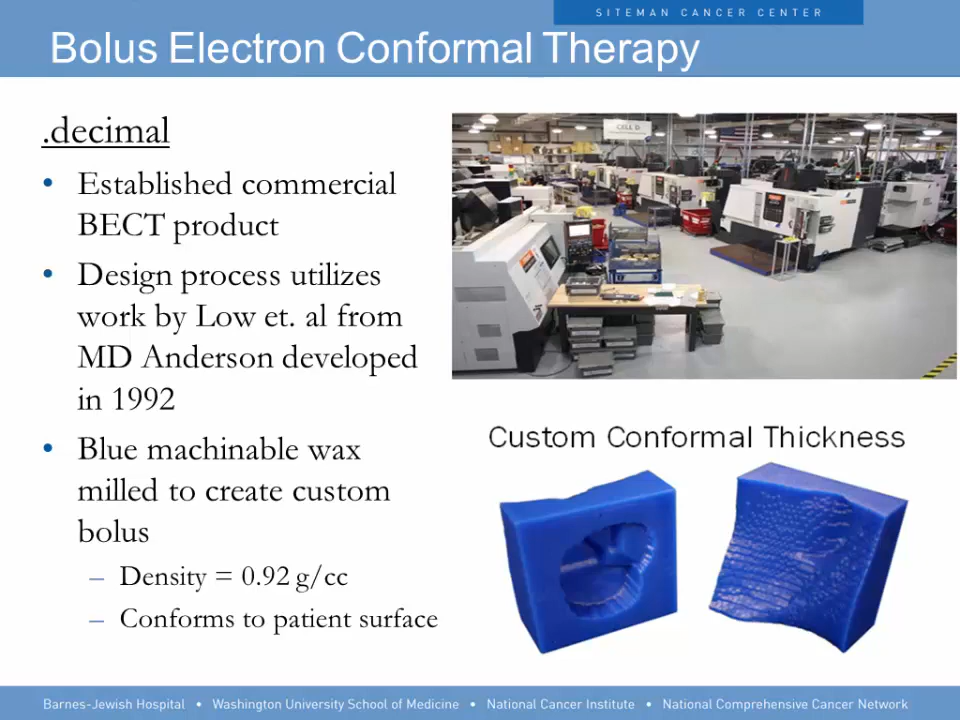 SITEMAN CANCER CENTER
Bolus Electron Conformal Therapy
.decimal
• Established commercial
BECT product
• Design process utilizes
work by Low et. al from
MD Anderson developed
in 1992
• Blue machinable wax
milled to create custom
bolus
– Density = 0.92 g/cc
– Conforms to patient surface
CELL D:
Custom Conformal Thickness
Barnes-Jewish Hospital • Washington University School of Medicine • National Cancer Institute • National Comprehensive Cancer Network